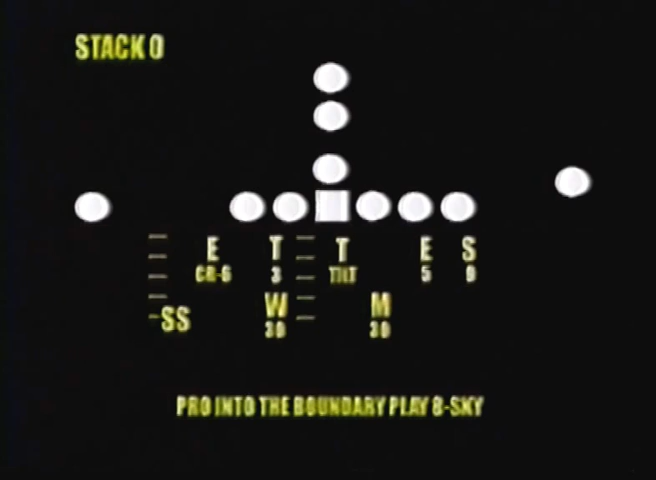 STACK 0
E T T E S
CR-6 3 TILT 5 9
SS W M
30 30
PRO INTO THE BOUNDARY PLAY 8-SKY